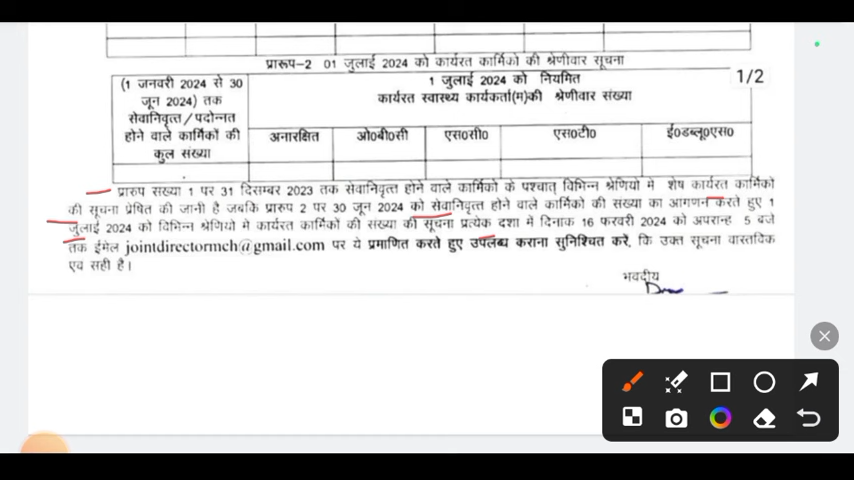 प्रारूप-2 01 जुलाई 2024 को कार्यरत कार्मिको की श्रेणीवार सूचना
(1 जनवरी 2024 से 30 जून 2024) तक सेवानिवृत्त/पदोन्नत होने वाले कार्मिकों की कुल संख्या
1 जुलाई 2024 को नियमित
कार्यरत स्वास्थ्य कार्यकर्ता(म)की श्रेणीवार संख्या
1/2
अनारक्षित ओ0बी0सी एस0सी0 एस0टी0 ई0डब्लू0एस0
प्रारुप संख्या 1 पर 31 दिसम्बर 2023 तक सेवानिवृत्त होने वाले कार्मिकों के पश्चात् विभिन्न श्रेणियो मे शेष कार्यरत कार्मिकों
की सूचना प्रेषित की जानी है जबकि प्रारुप 2 पर 30 जून 2024 को सेवानिवृत्त होने वाले कार्मिकों की संख्या का आगणन करते हुए 1
जुलाई 2024 को विभिन्न श्रेणियों मे कार्यरत कार्मिकों की संख्या की सूचना प्रत्येक दशा में दिनाक 16 फरवरी 2024 को अपरान्ह 5 बजे
तक ईमेल jointdirectormch@gmail.com पर ये प्रमाणित करते हुए उपलब्ध कराना सुनिश्चित करें, कि उक्त सूचना वास्तविक
एव सही है।
भवदीय